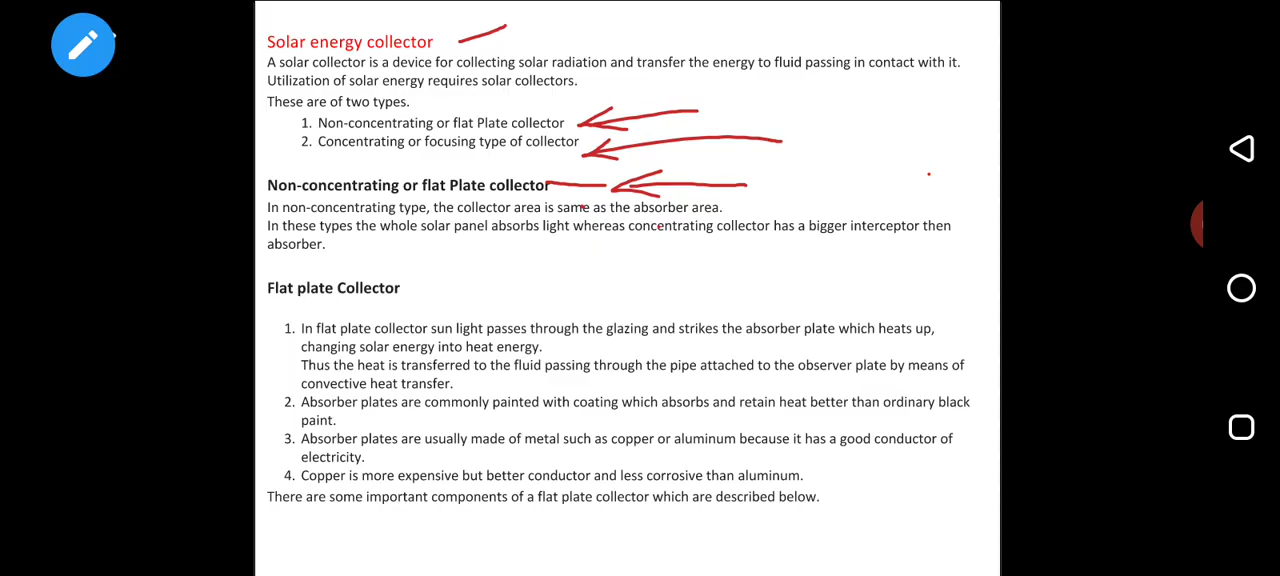 Solar energy collector
A solar collector is a device for collecting solar radiation and transfer the energy to fluid passing in contact with it.
Utilization of solar energy requires solar collectors.
These are of two types.
1. Non-concentrating or flat Plate collector
2. Concentrating or focusing type of collector
Non-concentrating or flat Plate collector
In non-concentrating type, the collector area is same as the absorber area.
In these types the whole solar panel absorbs light whereas concentrating collector has a bigger interceptor then
absorber.
Flat plate Collector
1. In flat plate collector sun light passes through the glazing and strikes the absorber plate which heats up,
changing solar energy into heat energy.
Thus the heat is transferred to the fluid passing through the pipe attached to the observer plate by means of
convective heat transfer.
2. Absorber plates are commonly painted with coating which absorbs and retain heat better than ordinary black
paint.
3. Absorber plates are usually made of metal such as copper or aluminum because it has a good conductor of
electricity.
4. Copper is more expensive but better conductor and less corrosive than aluminum.
There are some important components of a flat plate collector which are described below.